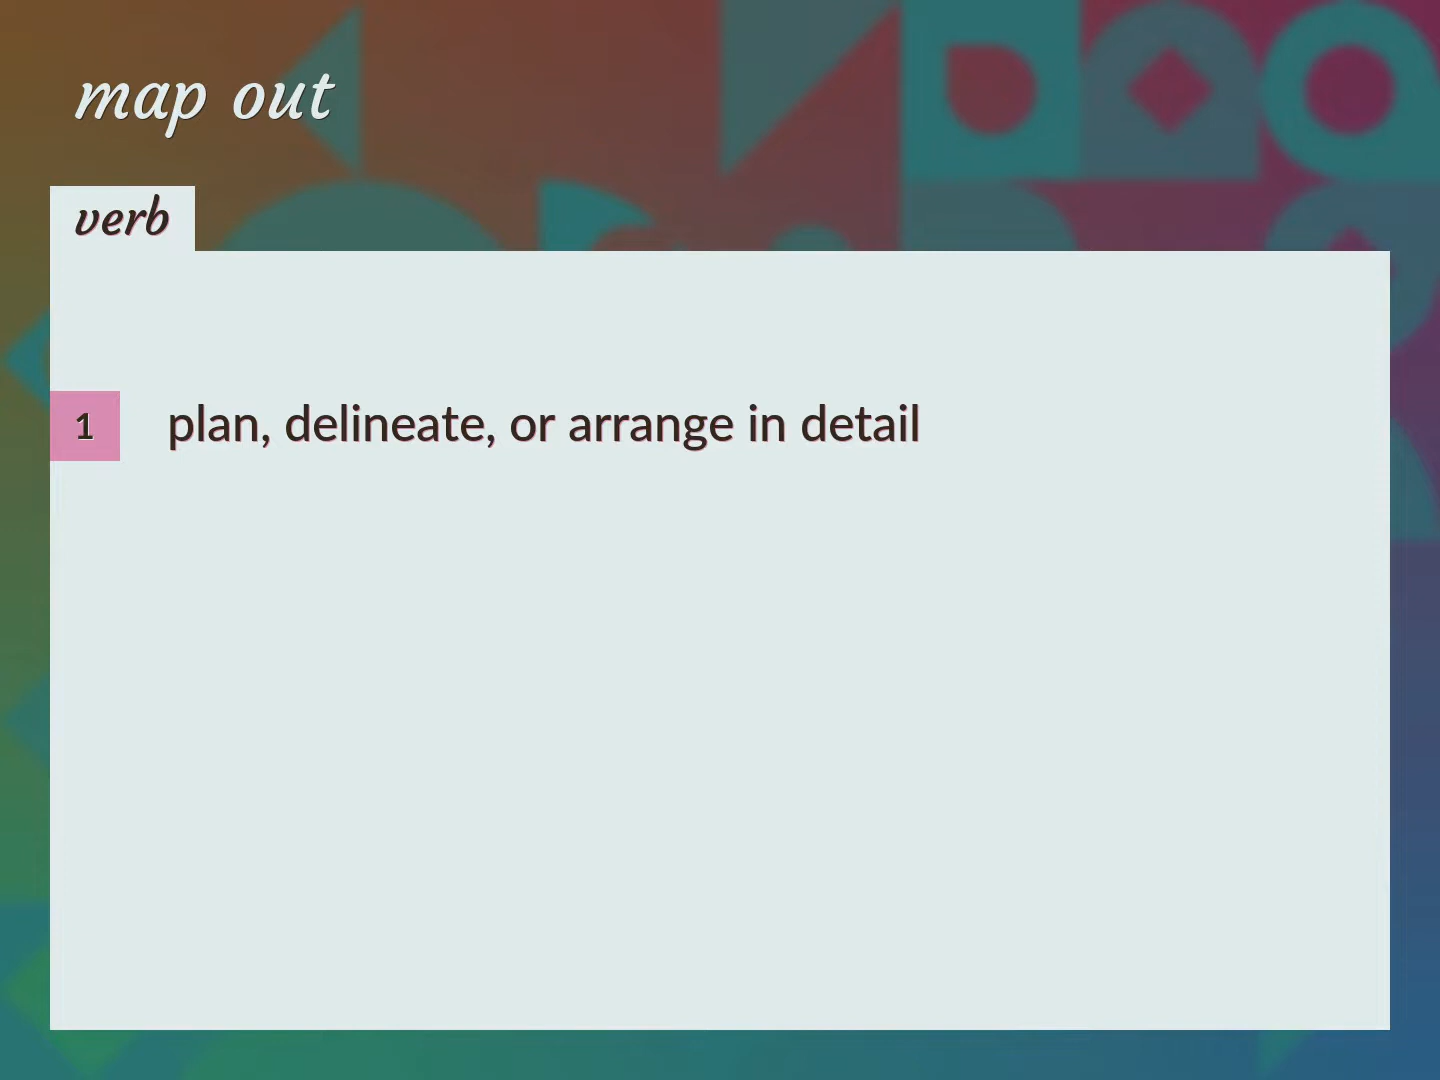 map out
verb
1 plan, delineate, or arrange in detail